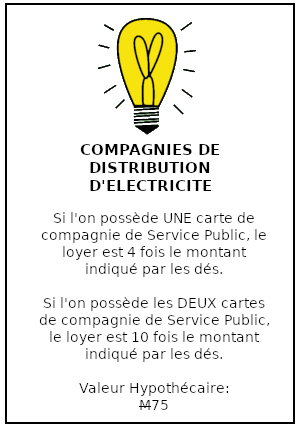 COMPAGNIES DE
DISTRIBUTION
D'ELECTRICITE
Si l'on possède UNE carte de
compagnie de Service Public, le
loyer est 4 fois le montant
indiqué par les dés.
Si l'on possède les DEUX cartes
de compagnie de Service Public,
le loyer est 10 fois le montant
indiqué par les dés.
Valeur Hypothécaire:
M75